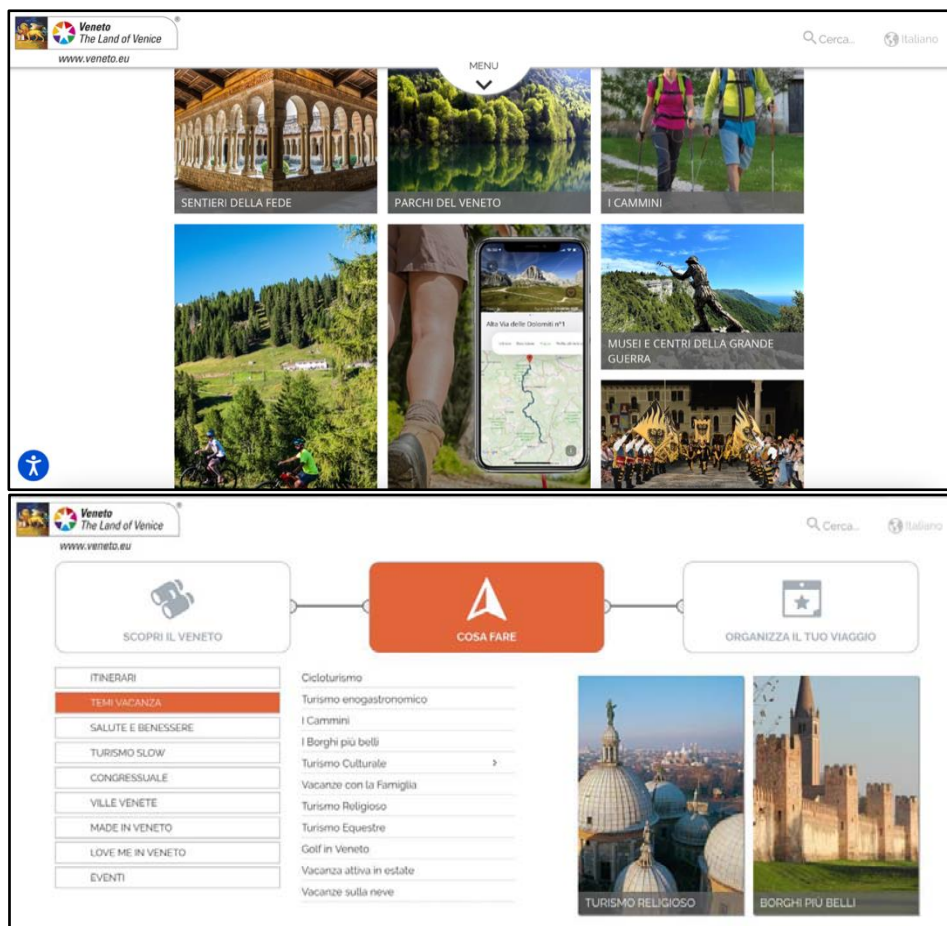 Veneto
The Land of Venice
www.veneto.eu
Cerca...
Italiano
MENU
SENTIERI DELLA FEDE
PARCHI DEL VENETO
I CAMMINI
Alta Via delle Dolomiti n°1
MUSEI E CENTRI DELLA GRANDE
GUERRA
Veneto
The Land of Venice
www.veneto.eu
Cerca...
Italiano
SCOPRI IL VENETO
COSA FARE
ORGANIZZA IL TUO VIAGGIO
ITINERARI
TEMI VACANZA
SALUTE E BENESSERE
TURISMO SLOW
CONGRESSUALE
VILLE VENETE
MADE IN VENETO
LOVE ME IN VENETO
EVENTI
Cicloturismo
Turismo enogastronomico
I Cammini
I Borghi più belli
Turismo Culturale
Vacanze con la Famiglia
Turismo Religioso
Turismo Equestre
Golf in Veneto
Vacanza attiva in estate
Vacanze sulla neve
TURISMO RELIGIOSO
BORGHI PIÙ BELLI